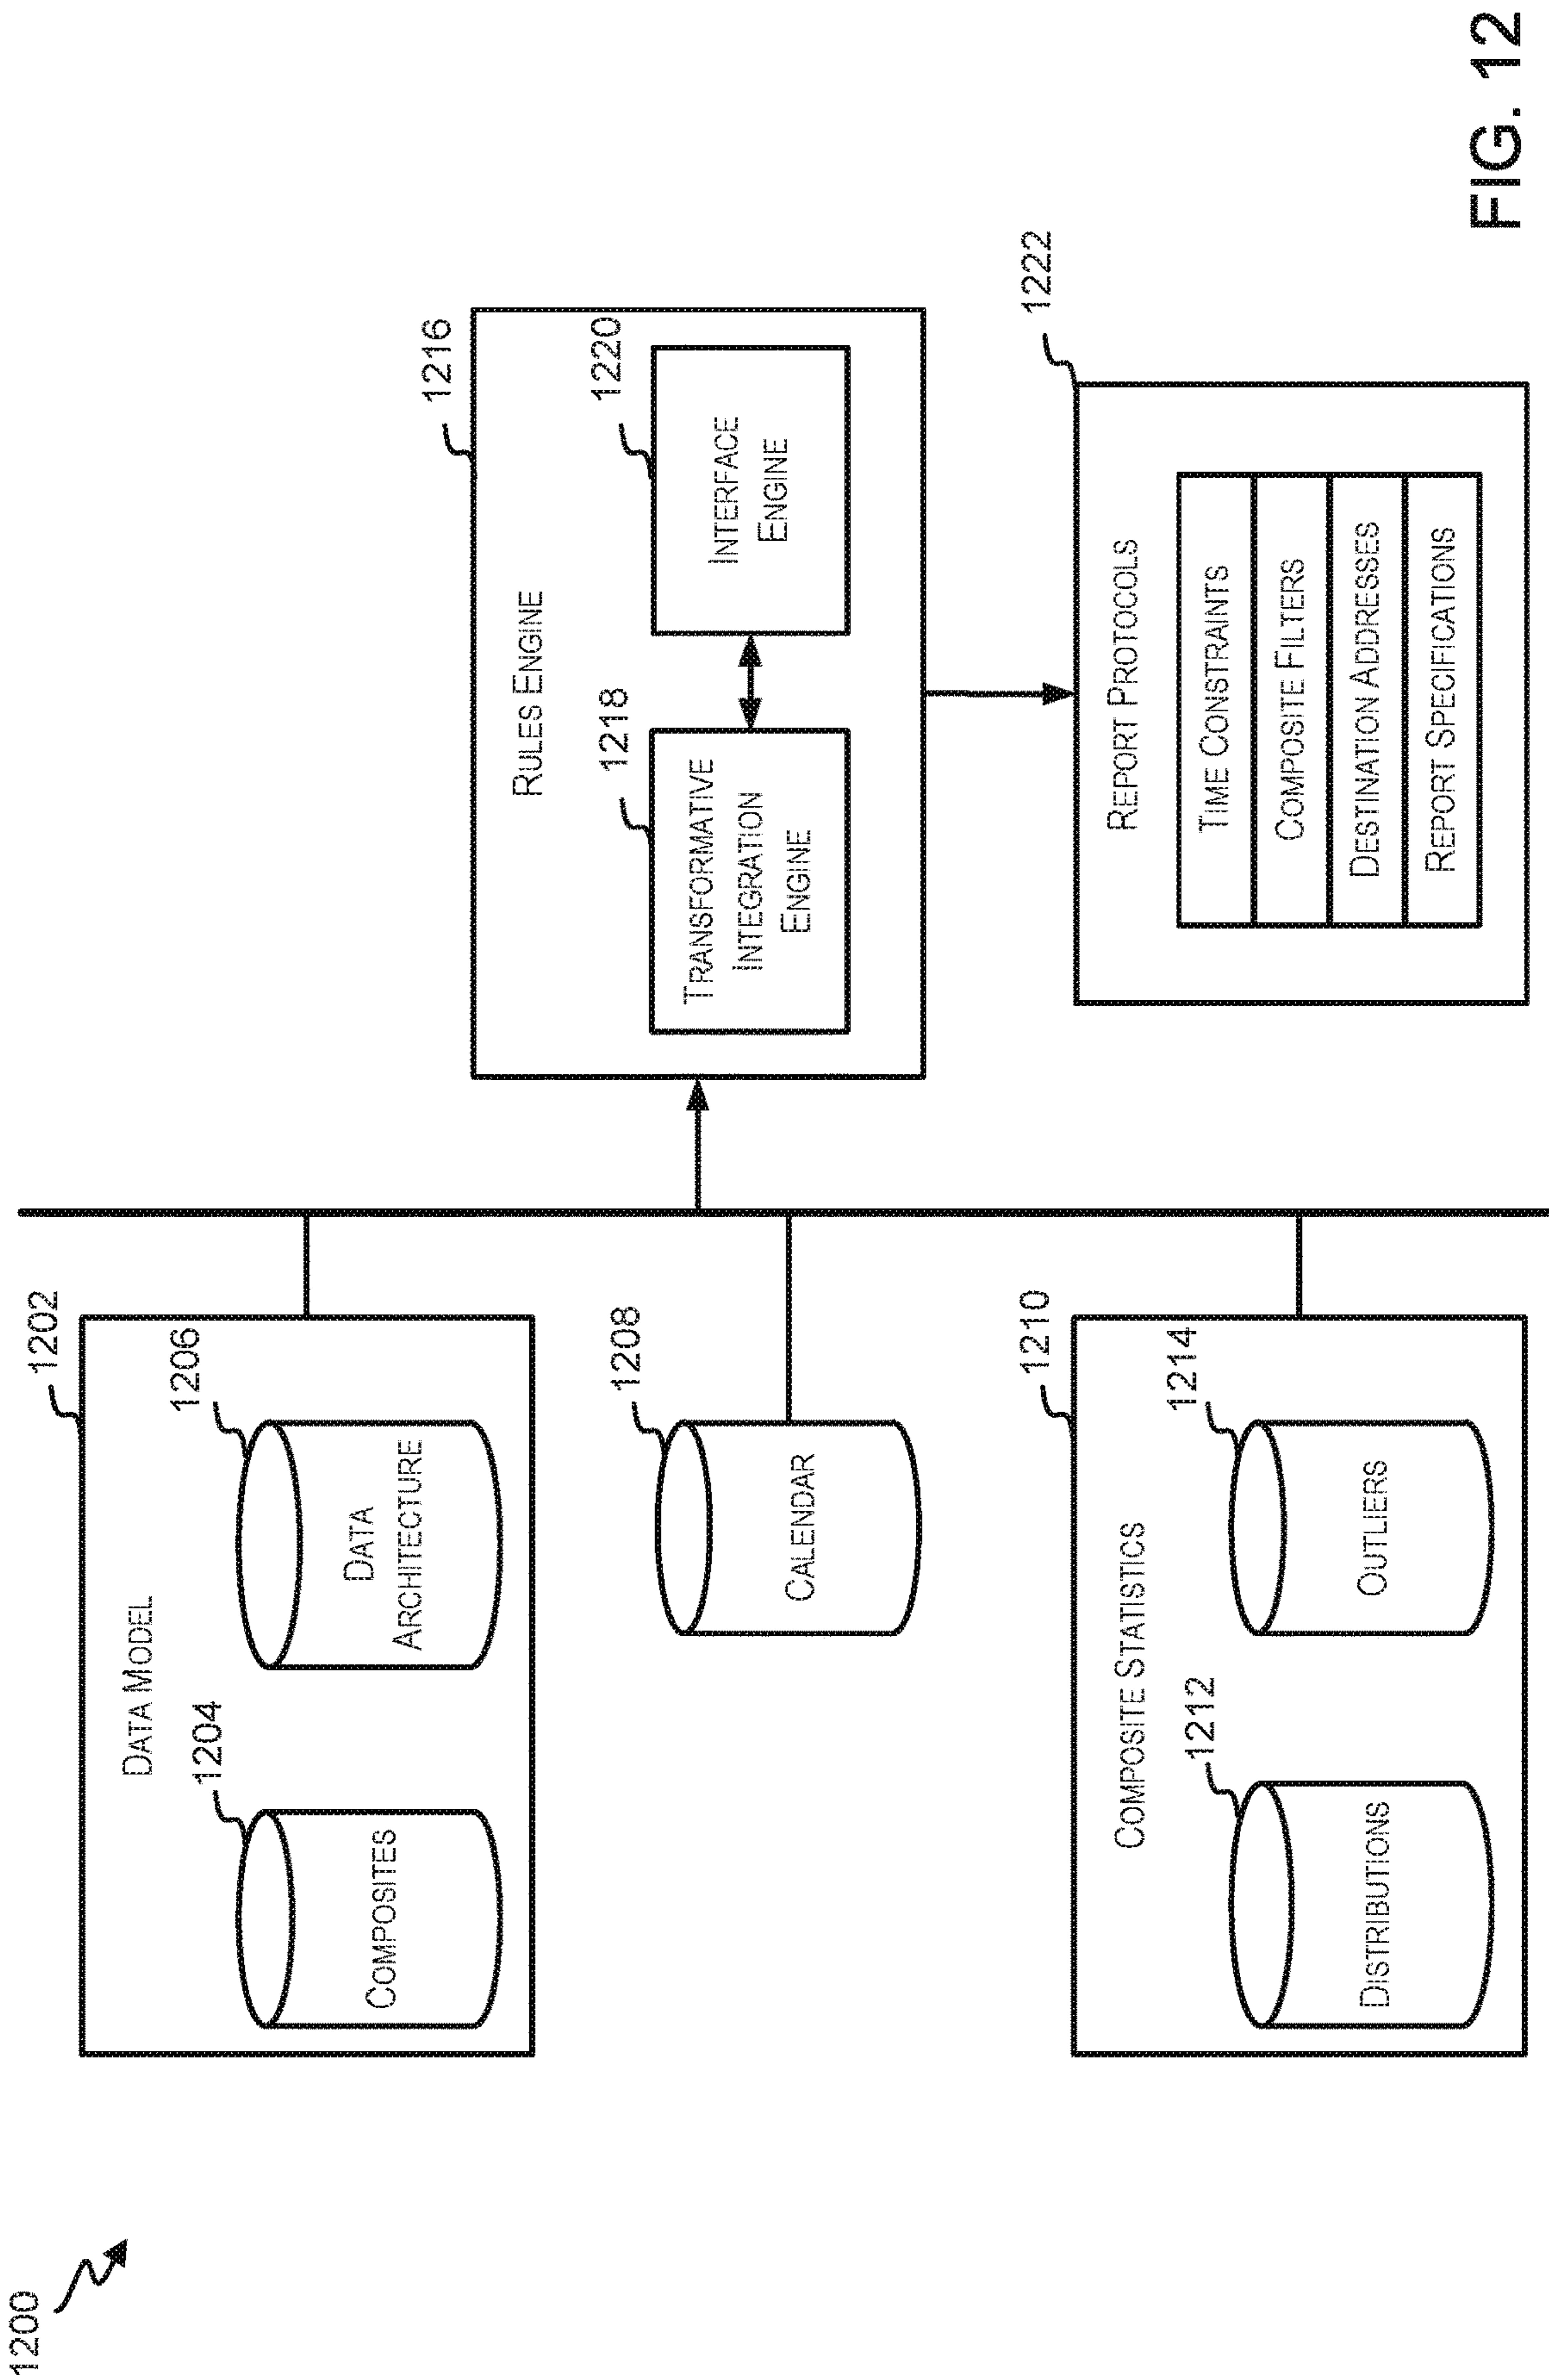 1200
1202
DATA MODEL
1204
1206
COMPOSITES
DATA
ARCHITECTURE
1208
CALENDAR
1210
COMPOSITE STATISTICS
1212
1214
DISTRIBUTIONS
OUTLIERS
1216
RULES ENGINE
1218
1220
TRANSFORMATIVE
INTEGRATION
ENGINE
INTERFACE
ENGINE
1222
REPORT PROTOCOLS
TIME CONSTRAINTS
COMPOSITE FILTERS
DESTINATION ADDRESSES
REPORT SPECIFICATIONS
FIG. 12